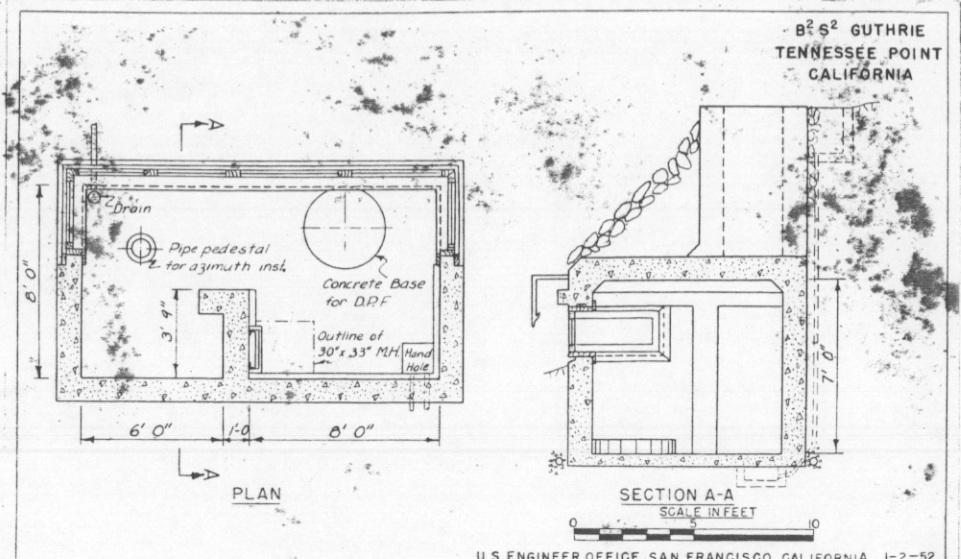 B² S² GUTHRIE
TENNESSEE POINT
CALIFORNIA
A
Drain
Pipe pedestal
for azimuth inst.
Concrete Base
for D.P.F.
8' 0"
3' 9"
Outline of
30" x 33" M.H.
Hand
Hole
6' 0"
1'-0
8' 0"
A
PLAN
7' 0"
SECTION A-A
SCALE IN FEET
0 5 10
U.S. ENGINEER OFFICE, SAN FRANCISCO, CALIFORNIA 1-2-52